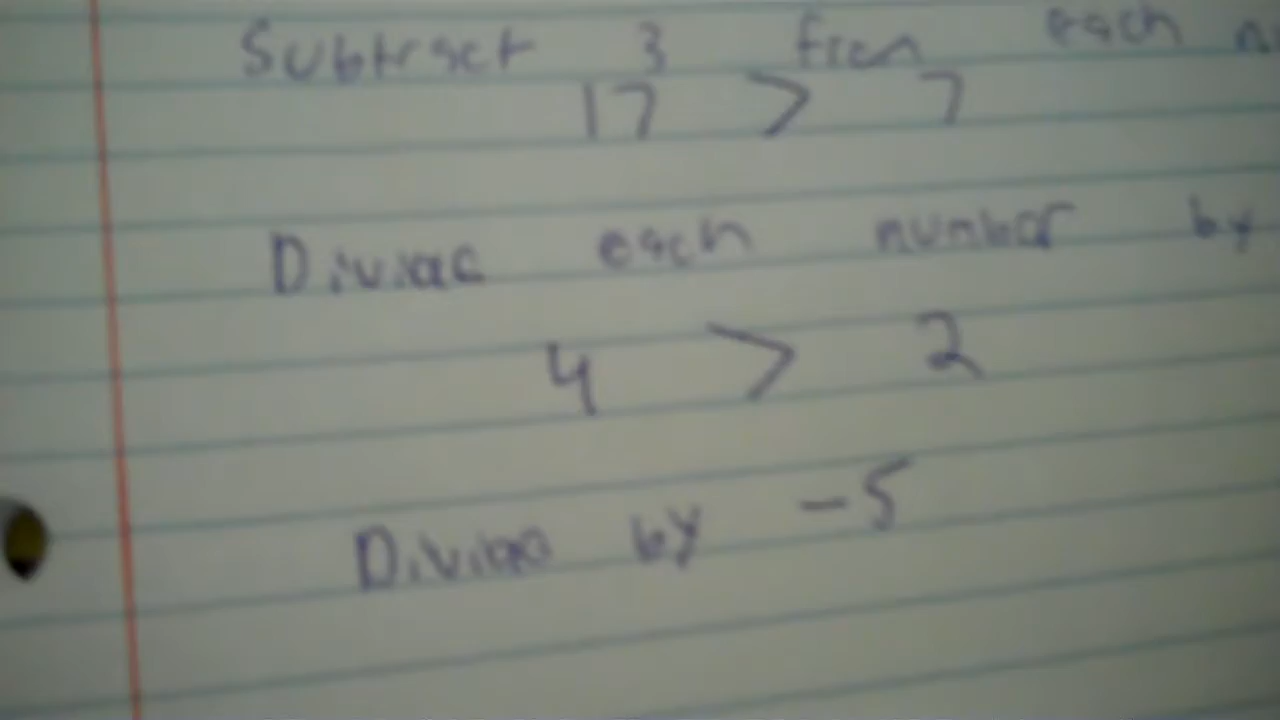 Subtract 3 from each
17 > 7
Divide each number by
4 > 2
Divide by -5